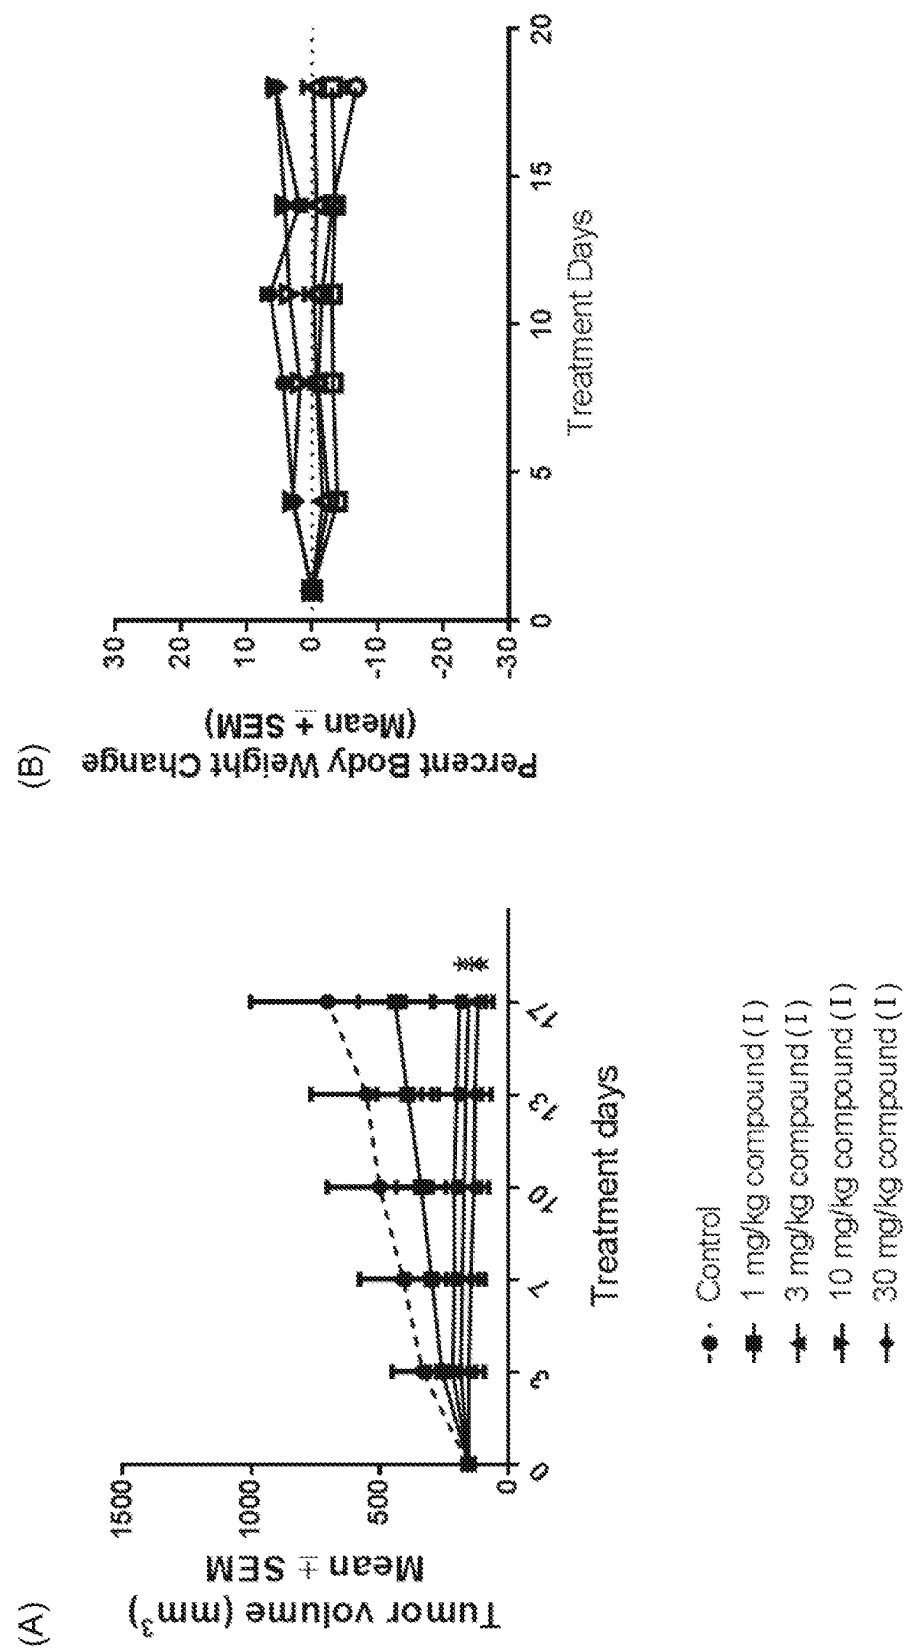 (A)
Tumor volume (mm³)
Mean ± SEM
1500
1000
500
0
0
3
7
10
13
17
Treatment days
**
Control
1 mg/kg compound (I)
3 mg/kg compound (I)
10 mg/kg compound (I)
30 mg/kg compound (I)
(B)
Percent Body Weight Change
(Mean ± SEM)
30
20
10
0
-10
-20
-30
0
5
10
15
20
Treatment Days